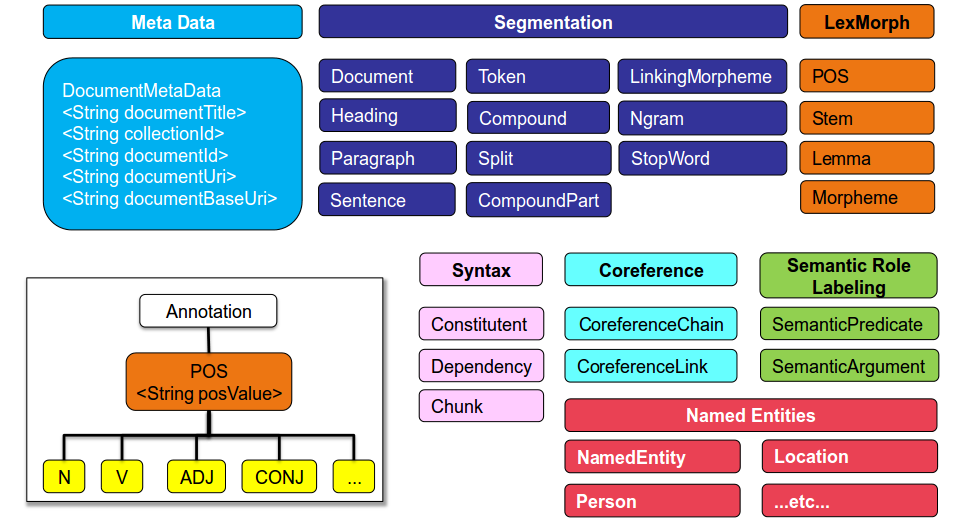 Meta Data
DocumentMetaData
<String documentTitle>
<String collectionId>
<String documentId>
<String documentUri>
<String documentBaseUri>
Segmentation
Document
Heading
Paragraph
Sentence
Token
Compound
Split
CompoundPart
LinkingMorpheme
Ngram
StopWord
LexMorph
POS
Stem
Lemma
Morpheme
Annotation
POS
<String posValue>
N
V
ADJ
CONJ
...
Syntax
Constitutent
Dependency
Chunk
Coreference
CoreferenceChain
CoreferenceLink
Semantic Role
Labeling
SemanticPredicate
SemanticArgument
Named Entities
NamedEntity
Location
Person
...etc...